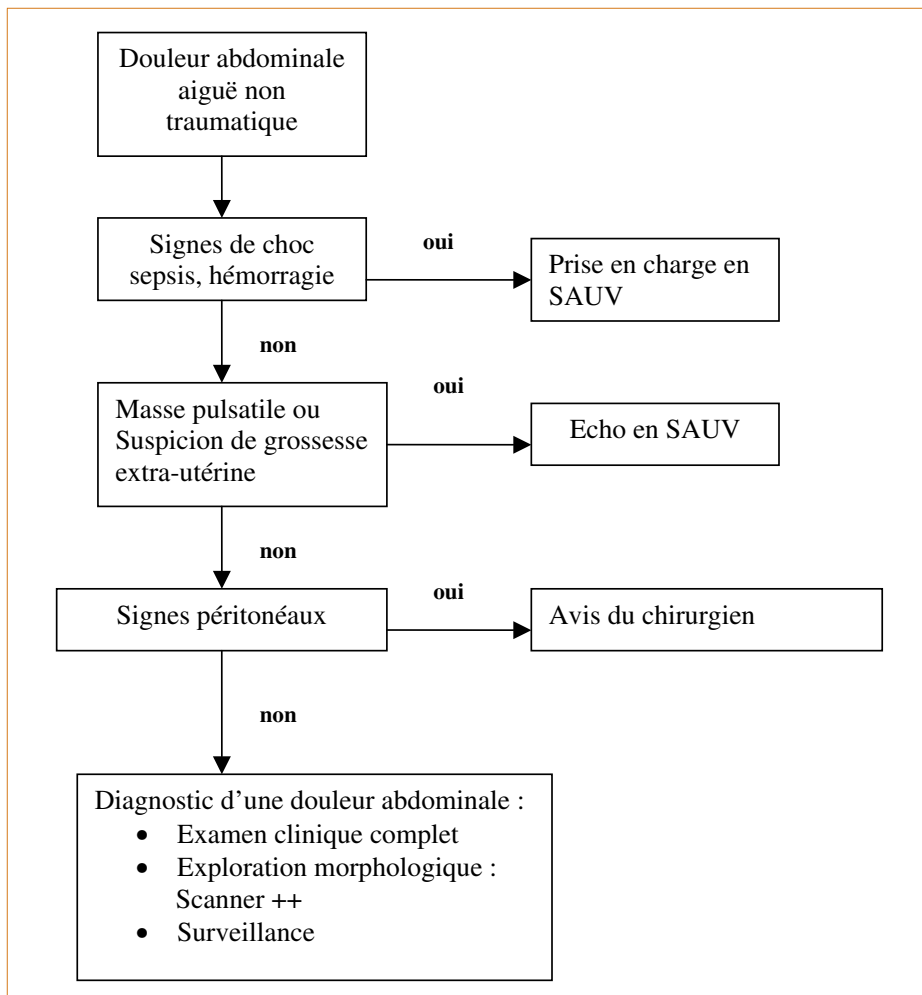 Douleur abdominale
aiguë non
traumatique
Signes de choc
sepsis, hémorragie
oui
Prise en charge en
SAUV
non
Masse pulsatile ou
Suspicion de grossesse
extra-utérine
oui
Echo en SAUV
non
Signes péritonéaux
oui
Avis du chirurgien
non
Diagnostic d’une douleur abdominale :
• Examen clinique complet
• Exploration morphologique :
Scanner ++
• Surveillance